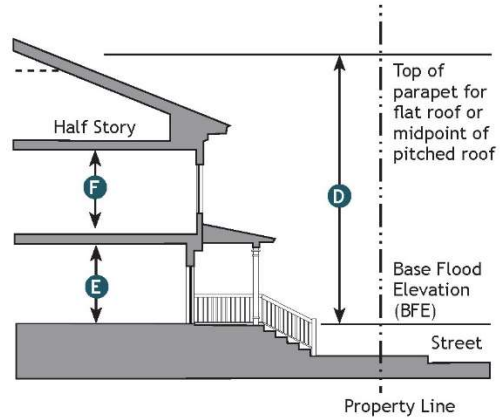 Top of
parapet for
flat roof or
midpoint of
pitched roof
Half Story
F
D
E
Base Flood
Elevation
(BFE)
Street
Property Line